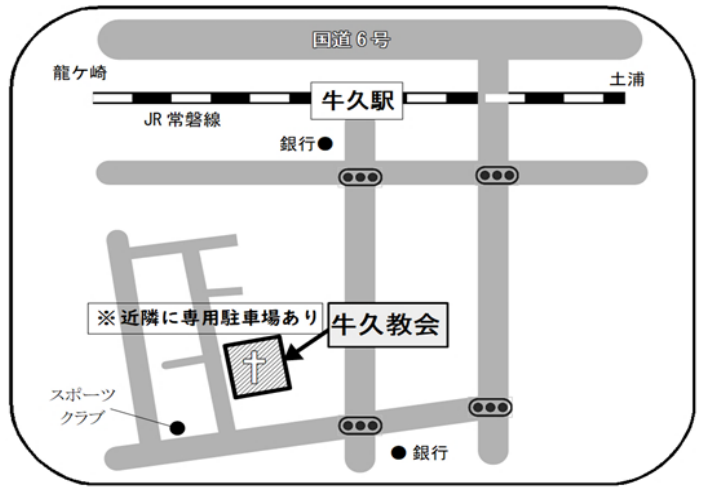 国道6号
龍ケ崎
土浦
牛久駅
JR常磐線
銀行
※近隣に専用駐車場あり
牛久教会
スポーツ
クラブ
銀行